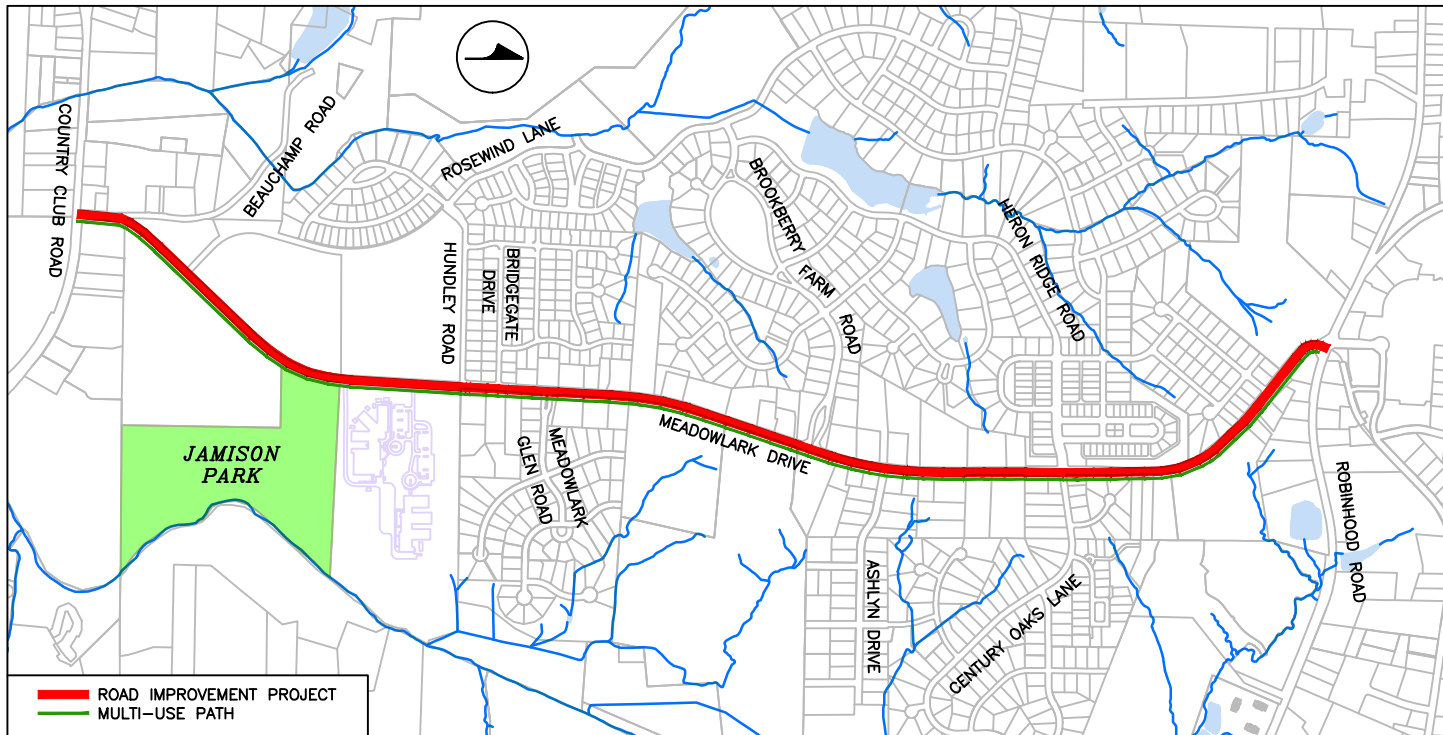 COUNTRY CLUB ROAD
BEAUCHAMP ROAD
ROSEWIND LANE
HUNDLEY ROAD
BRIDGEGATE
DRIVE
BROOKBERRY
FARM
ROAD
HERON RIDGE ROAD
MEADOWLARK DRIVE
MEADOWLARK
GLEN ROAD
JAMISON
PARK
ASHLYN DRIVE
CENTURY OAKS LANE
ROBINHOOD ROAD
ROAD IMPROVEMENT PROJECT
MULTI-USE PATH